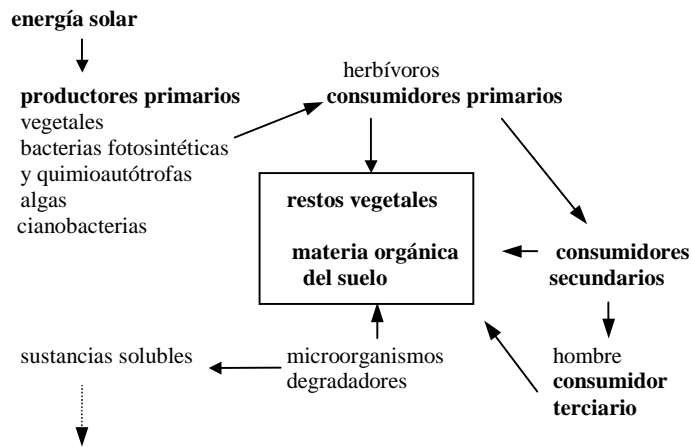 energía solar
productores primarios
vegetales
bacterias fotosintéticas
y quimioautótrofas
algas
cianobacterias
herbívoros
consumidores primarios
restos vegetales
materia orgánica
del suelo
consumidores
secundarios
hombre
consumidor
terciario
microorganismos
degradadores
sustancias solubles